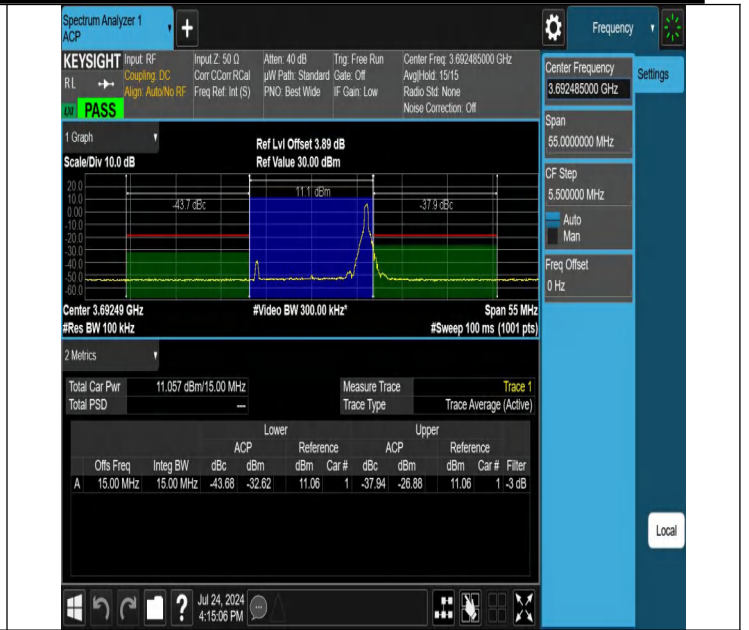 Spectrum Analyzer 1
ACP
Frequency
KEYSIGHT
RL
PASS
Input: RF
Coupling: DC
Align: Auto/No RF
Input Z: 50 Ω
Corr CCorr RCal
Freq Ref: Int (S)
Atten: 40 dB
µW Path: Standard
PNO: Best Wide
Trig: Free Run
Gate: Off
IF Gain: Low
Center Freq: 3.692485000 GHz
Avg|Hold: 15/15
Radio Std: None
Noise Correction: Off
Center Frequency
3.692485000 GHz
Settings
Span
55.0000000 MHz
CF Step
5.500000 MHz
Auto
Man
Freq Offset
0 Hz
1 Graph
Scale/Div 10.0 dB
Ref Lvl Offset 3.89 dB
Ref Value 30.00 dBm
20.0
10.0
0.00
-10.0
-20.0
-30.0
-40.0
-50.0
-60.0
-43.7 dBc
11.1 dBm
-37.9 dBc
Center 3.69249 GHz #Video BW 300.00 kHz* Span 55 MHz
#Res BW 100 kHz #Sweep 100 ms (1001 pts)
2 Metrics
Total Car Pwr 11.057 dBm/15.00 MHz Measure Trace Trace 1
Total PSD --- Trace Type Trace Average (Active)
Lower Upper
ACP Reference ACP Reference
Offs Freq Integ BW dBc dBm dBm Car # dBc dBm dBm Car # Filter
A 15.00 MHz 15.00 MHz -43.68 -32.62 11.06 1 -37.94 -26.88 11.06 1 -3 dB
Local
Jul 24, 2024
4:15:06 PM